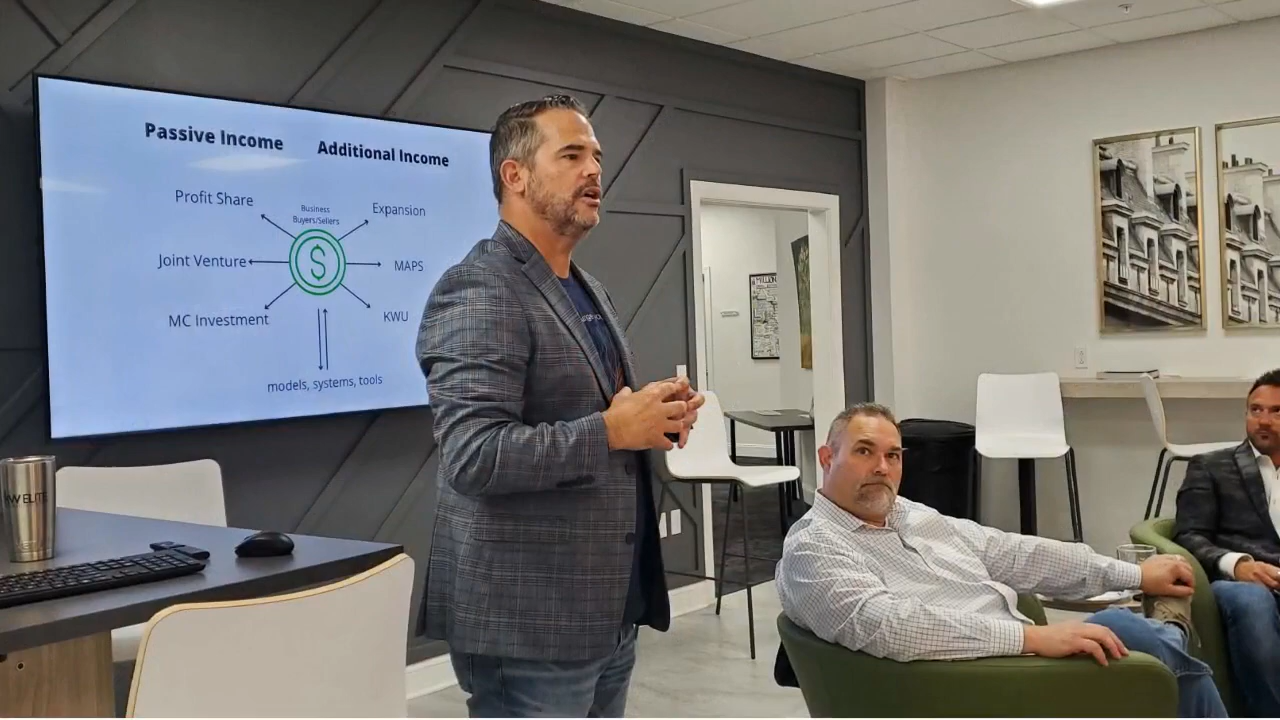 Passive Income
Additional Income
Profit Share
Business
Buyers/Sellers
Expansion
$
Joint Venture
MAPS
MC Investment
KWU
models, systems, tools
KW ELITE
MILLION